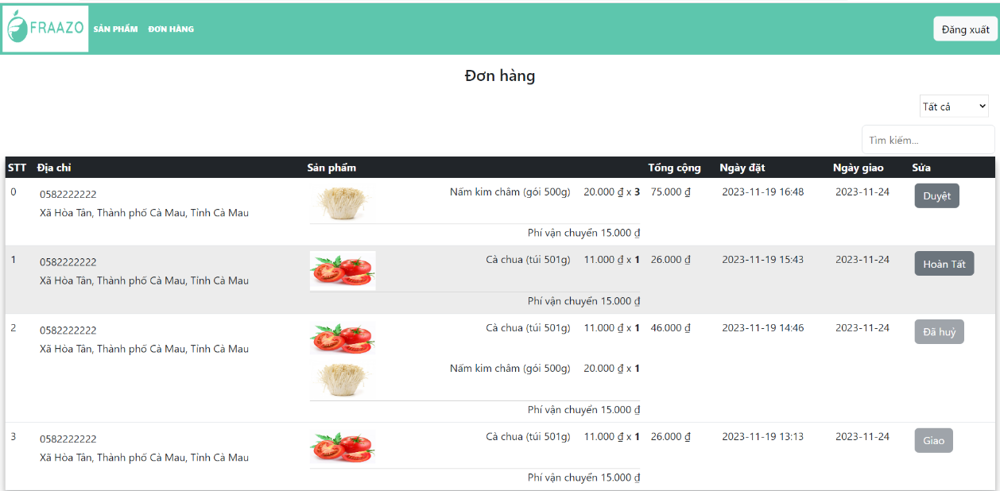 FRAAZO SẢN PHẨM ĐƠN HÀNG Đăng xuất
Đơn hàng
Tất cả
Tìm kiếm...
STT Địa chỉ Sản phẩm Tổng cộng Ngày đặt Ngày giao Sửa
0 0582222222 Nấm kim châm (gói 500g) 20.000 ₫ x 3 75.000 ₫ 2023-11-19 16:48 2023-11-24 Duyệt
Xã Hòa Tân, Thành phố Cà Mau, Tỉnh Cà Mau
Phí vận chuyển 15.000 ₫
1 0582222222 Cà chua (túi 501g) 11.000 ₫ x 1 26.000 ₫ 2023-11-19 15:43 2023-11-24 Hoàn Tất
Xã Hòa Tân, Thành phố Cà Mau, Tỉnh Cà Mau
Phí vận chuyển 15.000 ₫
2 0582222222 Cà chua (túi 501g) 11.000 ₫ x 1 46.000 ₫ 2023-11-19 14:46 2023-11-24 Đã huỷ
Xã Hòa Tân, Thành phố Cà Mau, Tỉnh Cà Mau
Nấm kim châm (gói 500g) 20.000 ₫ x 1
Phí vận chuyển 15.000 ₫
3 0582222222 Cà chua (túi 501g) 11.000 ₫ x 1 26.000 ₫ 2023-11-19 13:13 2023-11-24 Giao
Xã Hòa Tân, Thành phố Cà Mau, Tỉnh Cà Mau
Phí vận chuyển 15.000 ₫